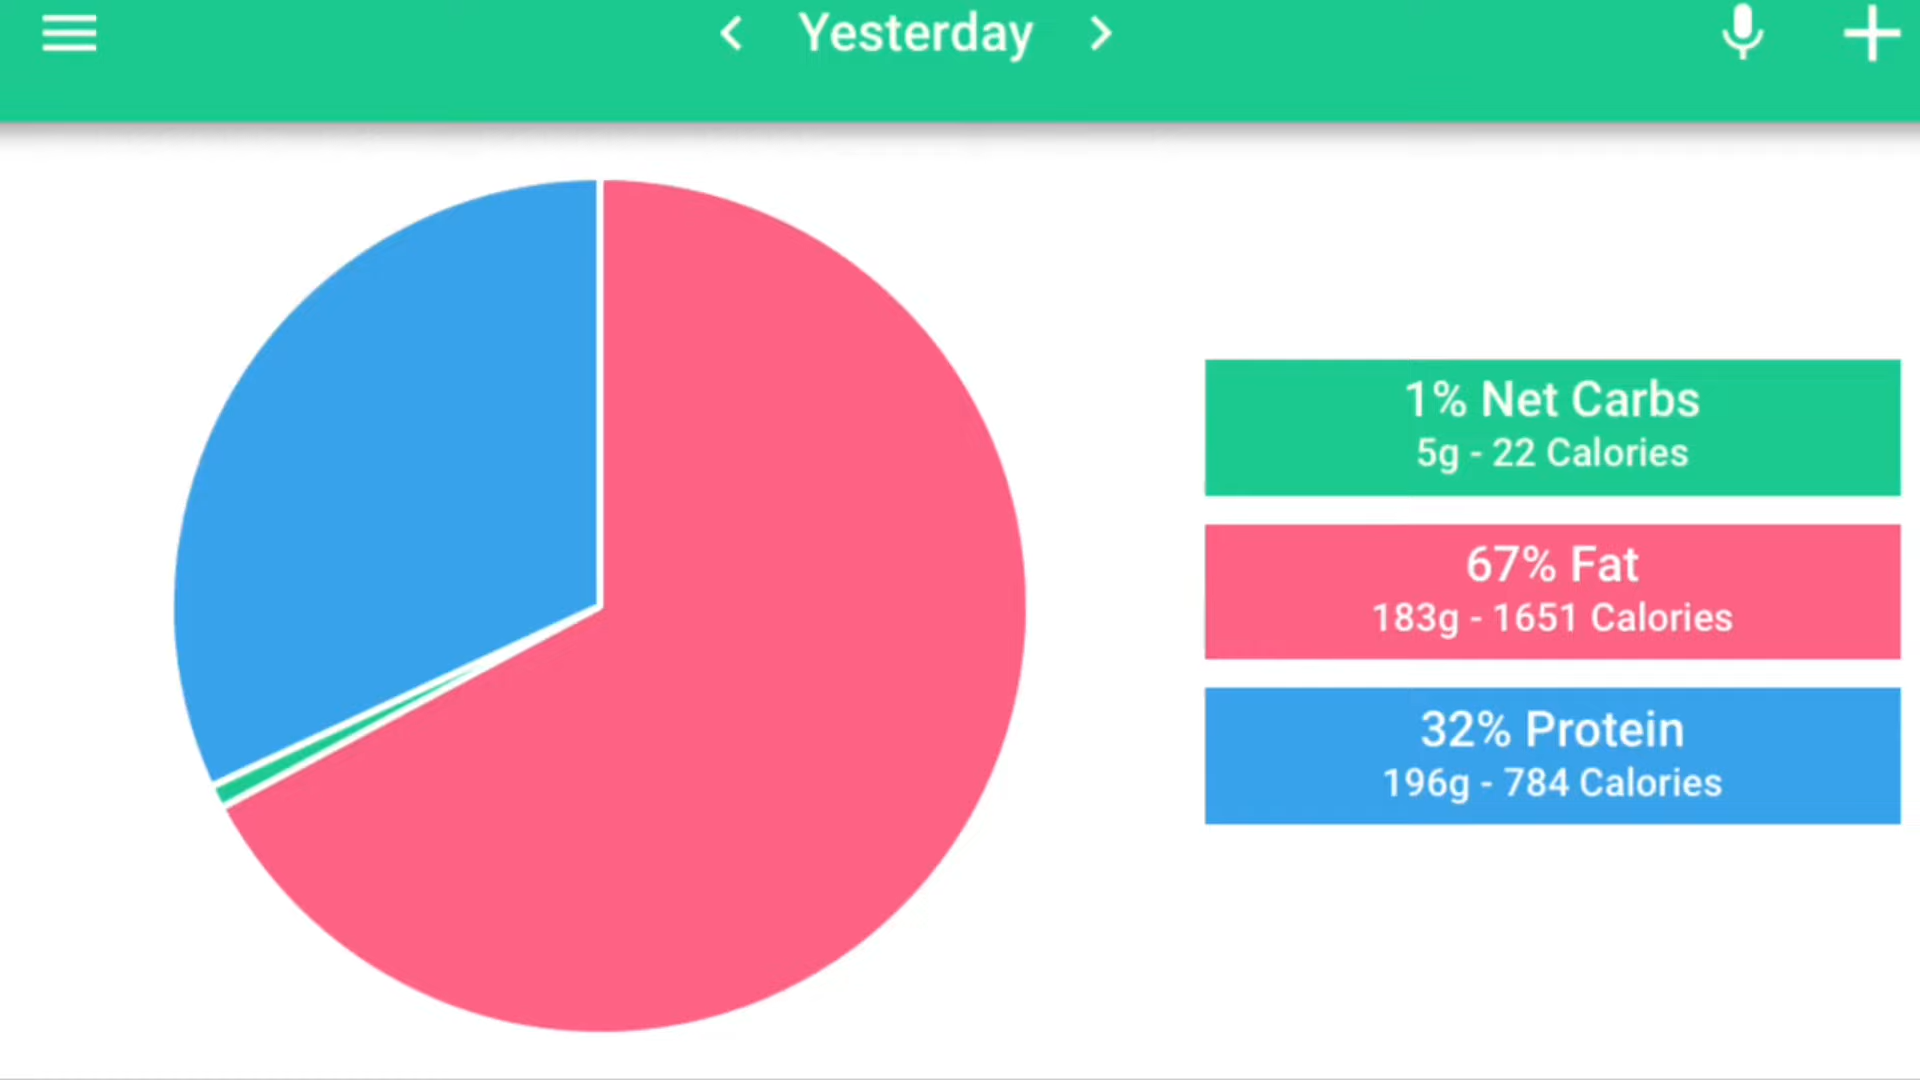 Yesterday
1% Net Carbs
5g - 22 Calories
67% Fat
183g - 1651 Calories
32% Protein
196g - 784 Calories